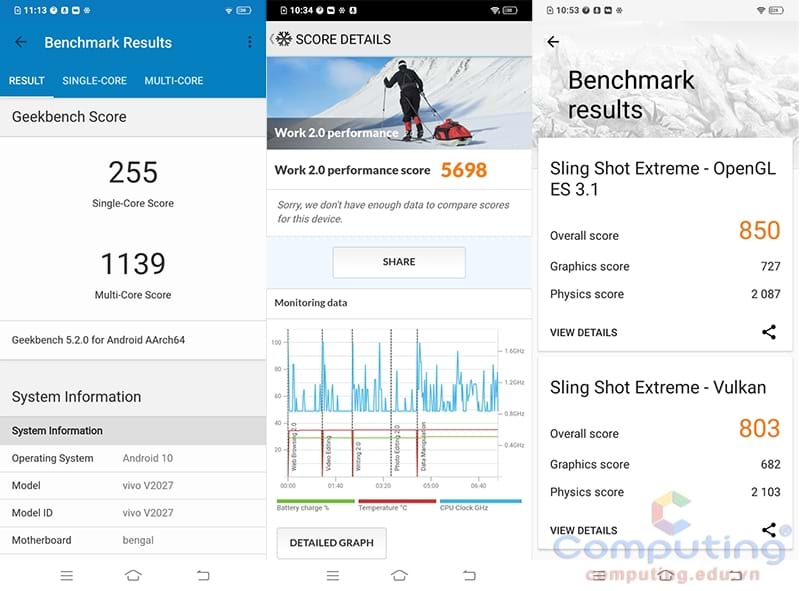 11:13
Benchmark Results
RESULT SINGLE-CORE MULTI-CORE
Geekbench Score
255
Single-Core Score
1139
Multi-Core Score
Geekbench 5.2.0 for Android AArch64
System Information
System Information
Operating System Android 10
Model vivo V2027
Model ID vivo V2027
Motherboard bengal
10:34
SCORE DETAILS
Work 2.0 performance
Work 2.0 performance score 5698
Sorry, we don't have enough data to compare scores
for this device.
SHARE
Monitoring data
100
80
60
40
20
1.6GHz
1.2GHz
0.8GHz
0.4GHz
Web Browsing 2.0
Video Editing
Writing 2.0
Photo Editing 2.0
Data Manipulation
00:00 01:40 03:20 05:00 06:40
Battery charge % Temperature °C CPU Clock GHz
DETAILED GRAPH
10:53
Benchmark
results
Sling Shot Extreme - OpenGL
ES 3.1
Overall score 850
Graphics score 727
Physics score 2 087
VIEW DETAILS
Sling Shot Extreme - Vulkan
Overall score 803
Graphics score 682
Physics score 2 103
VIEW DETAILS
Computing®
computing.edu.vn